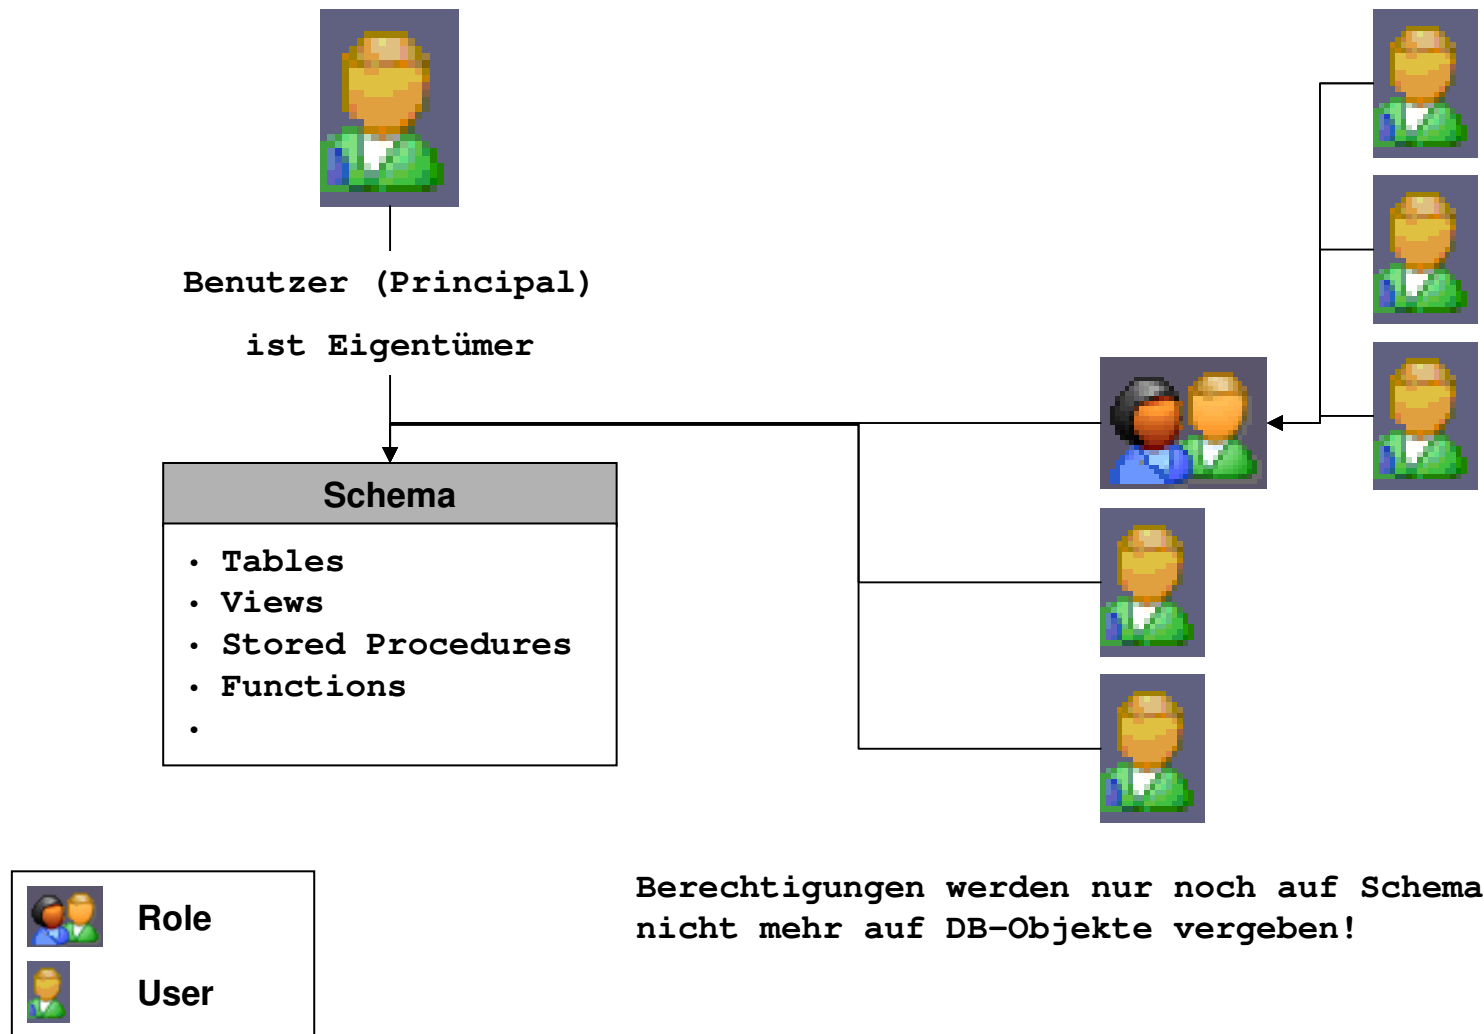 Benutzer (Principal)
ist Eigentümer
Schema
• Tables
• Views
• Stored Procedures
• Functions
•
Role
User
Berechtigungen werden nur noch auf Schema
nicht mehr auf DB-Objekte vergeben!